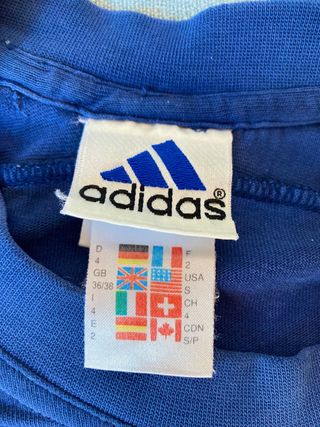 adidas®
D F
4 2
GB USA
36/38 S
I CH
4 4
E CDN
2 S/P